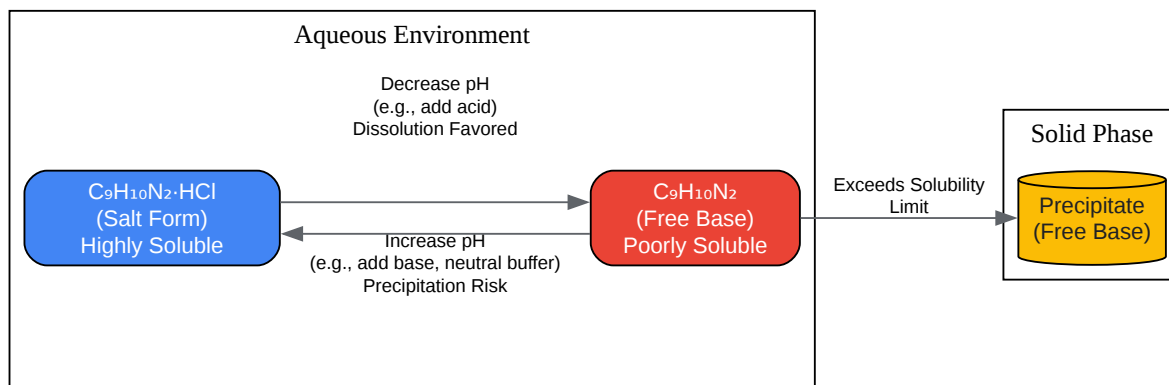 Aqueous Environment
Decrease pH
(e.g., add acid)
Dissolution Favored
C₉H₁₀N₂·HCl
(Salt Form)
Highly Soluble
Increase pH
(e.g., add base, neutral buffer)
Precipitation Risk
C₉H₁₀N₂
(Free Base)
Poorly Soluble
Exceeds Solubility
Limit
Solid Phase
Precipitate
(Free Base)